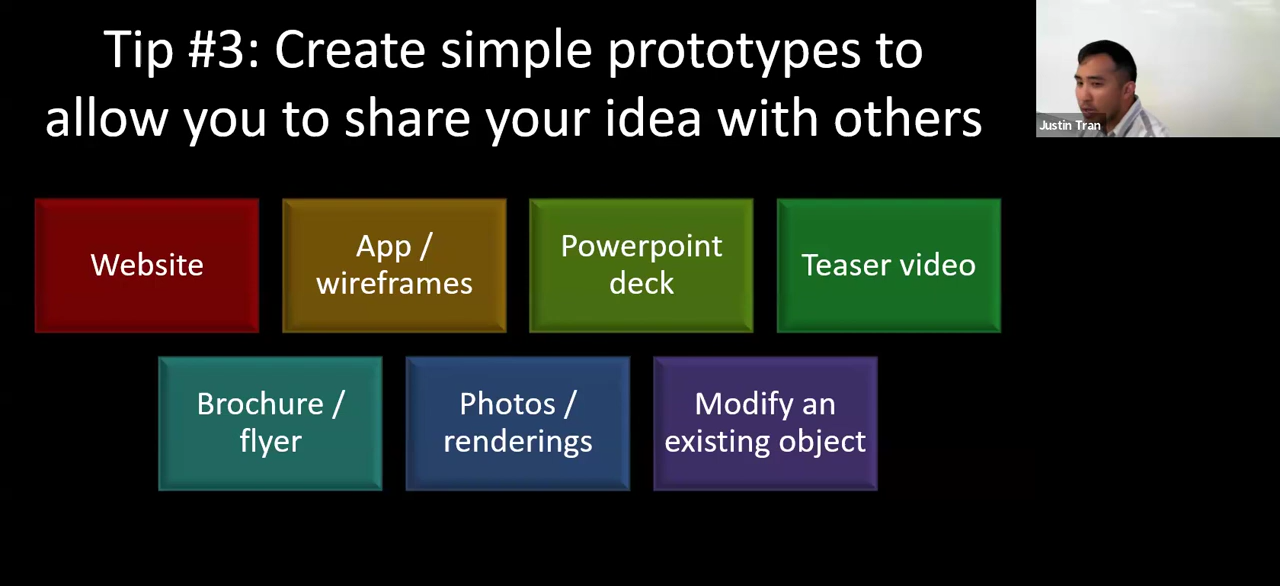 Tip #3: Create simple prototypes to
allow you to share your idea with others
Justin Tran
Website
App /
wireframes
Powerpoint
deck
Teaser video
Brochure /
flyer
Photos /
renderings
Modify an
existing object